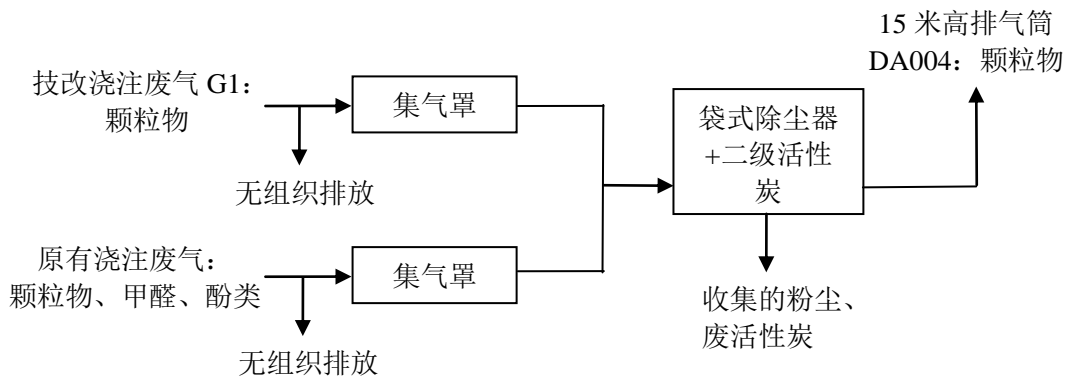 15 米高排气筒
DA004：颗粒物
技改浇注废气 G1：
颗粒物
集气罩
无组织排放
袋式除尘器
+二级活性
炭
原有浇注废气：
颗粒物、甲醛、酚类
集气罩
无组织排放
收集的粉尘、
废活性炭